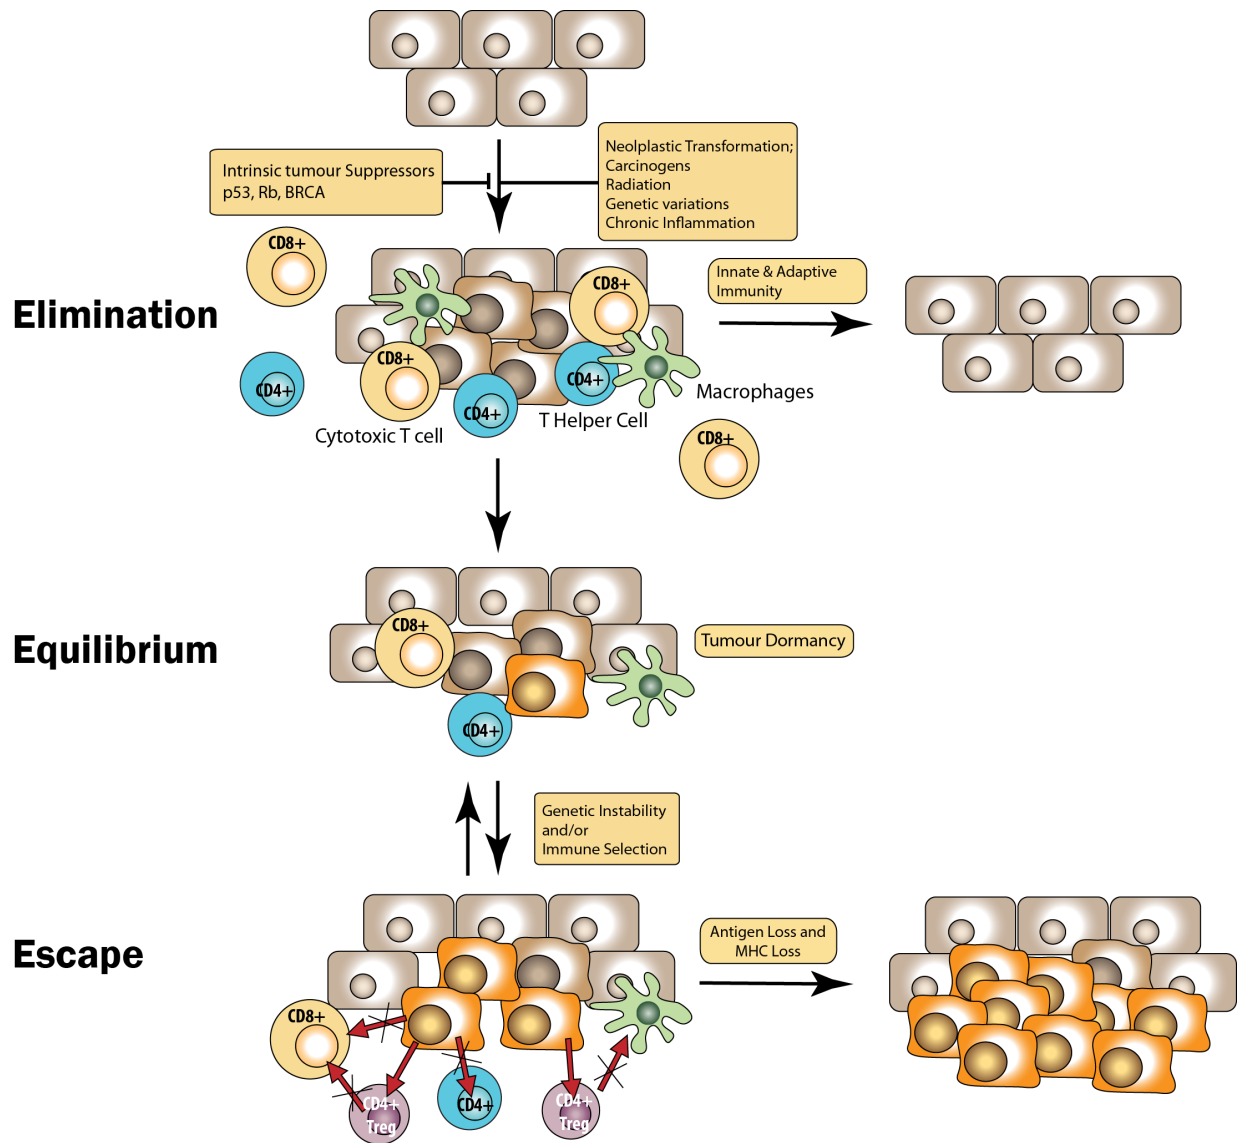 Intrinsic tumour Suppressors
p53, Rb, BRCA
Neolplastic Transformation;
Carcinogens
Radiation
Genetic variations
Chronic Inflammation
CD8+
Elimination
CD8+
Innate & Adaptive
Immunity
CD8+
CD4+
CD4+
CD4+
Macrophages
Cytotoxic T cell
T Helper Cell
CD8+
Equilibrium
CD8+
Tumour Dormancy
CD4+
Genetic Instability
and/or
Immune Selection
Escape
Antigen Loss and
MHC Loss
CD8+
CD4+
Treg
CD4+
CD4+
Treg